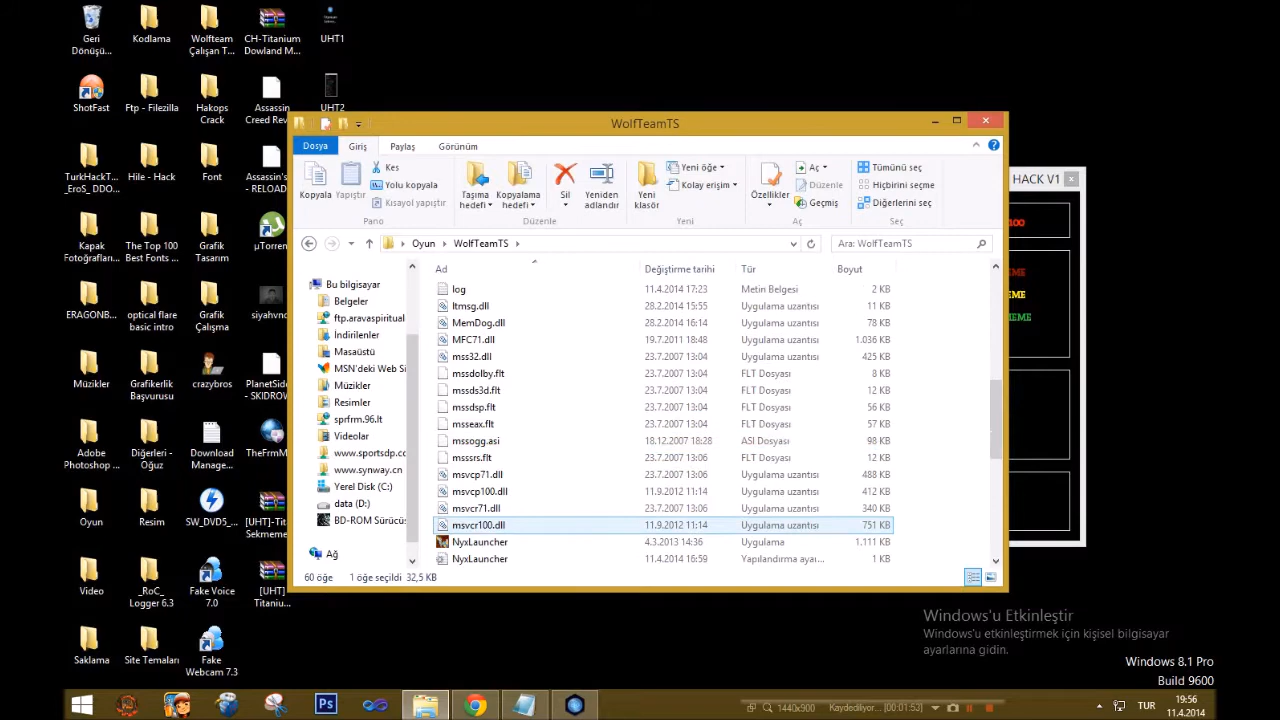 Geri
Dönüşü...
Kodlama
Wolfteam
Çalışan T...
CH-Titanium
Dowland M...
UHT1
ShotFast
Ftp - Filezilla
Hakops
Crack
Assassin
Creed Rev...
UHT2
TurkHackT...
_EroS_ DDO...
Hile - Hack
Font
Assassin's
- RELOAD...
Kapak
Fotoğrafları...
The Top 100
Best Fonts ...
Grafik
Tasarım
µTorrent
ERAGONB...
optical flare
basic intro
Grafik
Çalışma
siyahvnd...
Müzikler
Grafikerlik
Başvurusu
crazybros
PlanetSide
- SKIDROW
Adobe
Photoshop ...
Diğerleri -
Oğuz
Download
Manage...
TheFrmM...
Oyun
Resim
SW_DVD5_...
[UHT]-Titan
Sekmeme...
Video
_RoC_
Logger 6.3
Fake Voice
7.0
[UHT]
Titaniu...
Saklama
Site Temaları
Fake
Webcam 7.3
WolfTeamTS
Dosya
Giriş
Paylaş
Görünüm
Kopyala
Yapıştır
Kes
Yolu kopyala
Kısayol yapıştır
Pano
Taşıma
hedefi
Kopyalama
hedefi
Sil
Yeniden
adlandır
Düzenle
Yeni
klasör
Yeni öğe
Kolay erişim
Yeni
Özellikler
Aç
Düzenle
Geçmiş
Aç
Tümünü seç
Hiçbirini seçme
Diğerlerini seç
Seç
Oyun
WolfTeamTS
Ara: WolfTeamTS
Bu bilgisayar
Belgeler
ftp.aravaspiritual
İndirilenler
Masaüstü
MSN'deki Web Si
Müzikler
Resimler
sprfrm.96.lt
Videolar
www.sportsdp.co
www.synway.cn
Yerel Disk (C:)
data (D:)
BD-ROM Sürücüs
Ağ
Ad Değiştirme tarihi Tür Boyut
log 11.4.2014 17:23 Metin Belgesi 2 KB
ltmsg.dll 28.2.2014 15:55 Uygulama uzantısı 11 KB
MemDog.dll 28.2.2014 16:14 Uygulama uzantısı 78 KB
MFC71.dll 19.7.2011 18:48 Uygulama uzantısı 1.036 KB
mss32.dll 23.7.2007 13:04 Uygulama uzantısı 425 KB
mssdolby.flt 23.7.2007 13:04 FLT Dosyası 8 KB
mssds3d.flt 23.7.2007 13:04 FLT Dosyası 12 KB
mssdsp.flt 23.7.2007 13:04 FLT Dosyası 56 KB
msseax.flt 23.7.2007 13:04 FLT Dosyası 57 KB
mssogg.asi 18.12.2007 18:28 ASI Dosyası 98 KB
msssrs.flt 23.7.2007 13:06 FLT Dosyası 12 KB
msvcp71.dll 23.7.2007 13:06 Uygulama uzantısı 488 KB
msvcp100.dll 11.9.2012 11:14 Uygulama uzantısı 412 KB
msvcr71.dll 23.7.2007 13:06 Uygulama uzantısı 340 KB
msvcr100.dll 11.9.2012 11:14 Uygulama uzantısı 751 KB
NyxLauncher 4.3.2013 14:36 Uygulama 1.111 KB
NyxLauncher 11.4.2014 16:59 Yapılandırma ayaı... 1 KB
60 öğe 1 öğe seçildi 32,5 KB
HACK V1
Windows'u Etkinleştir
Windows'u etkinleştirmek için kişisel bilgisayar
ayarlarına gidin.
Windows 8.1 Pro
Build 9600
Ps
1440x900 Kaydediliyor... [00:01:53]
TUR
19:56
11.4.2014